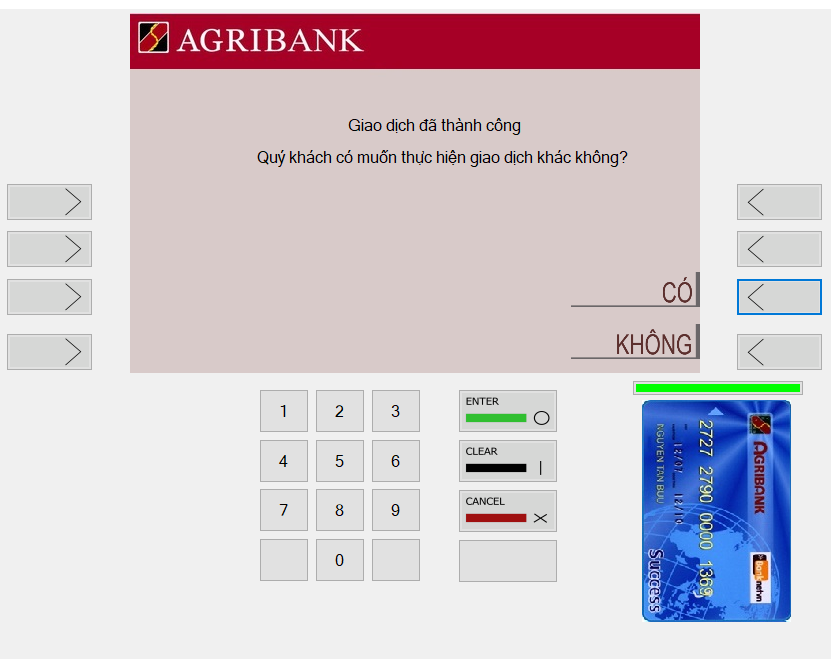 AGRIBANK
Giao dịch đã thành công
Quý khách có muốn thực hiện giao dịch khác không?
CÓ
KHÔNG
1 2 3
4 5 6
7 8 9
0
ENTER
CLEAR
CANCEL
AGRIBANK
2727 2790 0000 1369
12/07
12/10
NGUYEN TAN BUU
banknetvn
Success